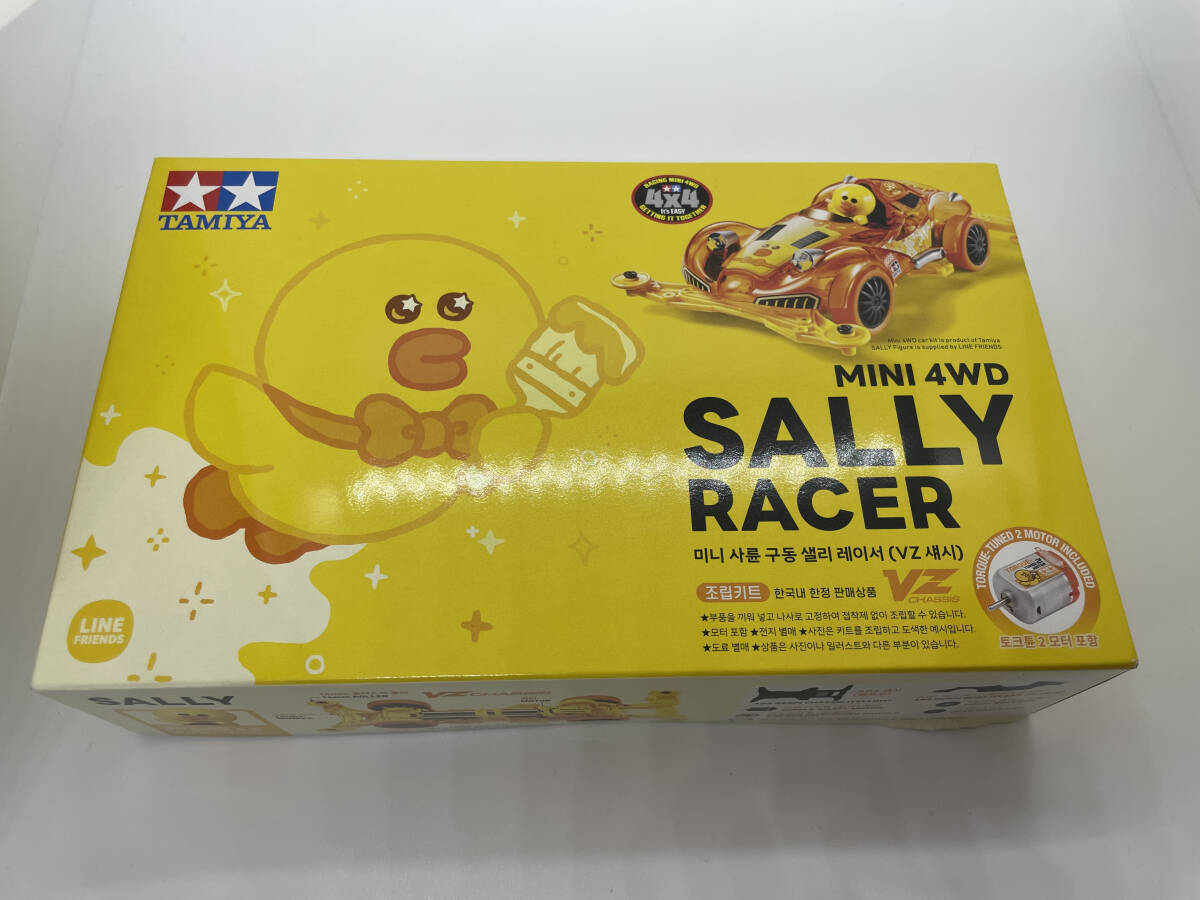 TAMIYA
RACING MINI 4WD
4x4
It's EASY
GETTING IT TOGETHER
Mini 4WD car kit is product of Tamiya
SALLY Figure is supplied by LINE FRIENDS.
MINI 4WD
SALLY
RACER
미니 사륜 구동 샐리 레이서 (VZ 섀시)
조립키트 한국내 한정 판매상품
VZ
CHASSIS
★부품을 끼워 넣고 나사로 고정하여 접착제 없이 조립할 수 있습니다.
★모터 포함 ★전지 별매 ★사진은 키트를 조립하고 도색한 예시입니다.
★도료 별매 ★상품은 사진이나 일러스트와 다른 부분이 있습니다.
TORQUE-TUNED 2 MOTOR INCLUDED
토크튠 2 모터 포함
LINE
FRIENDS
SALLY
VZ CHASSIS